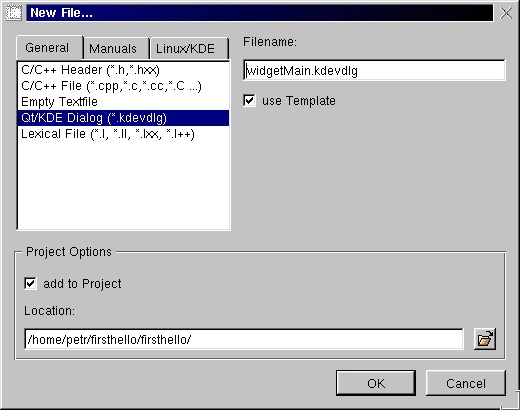 New File...
General
Manuals
Linux/KDE
C/C++ Header (*.h,*.hxx)
C/C++ File (*.cpp,*.c,*.cc,*.C ...)
Empty Textfile
Qt/KDE Dialog (*.kdevdlg)
Lexical File (*.l, *.ll, *.lxx, *.l++)
Filename:
widgetMain.kdevdlg
use Template
Project Options
add to Project
Location:
/home/petr/firsthello/firsthello/
OK
Cancel